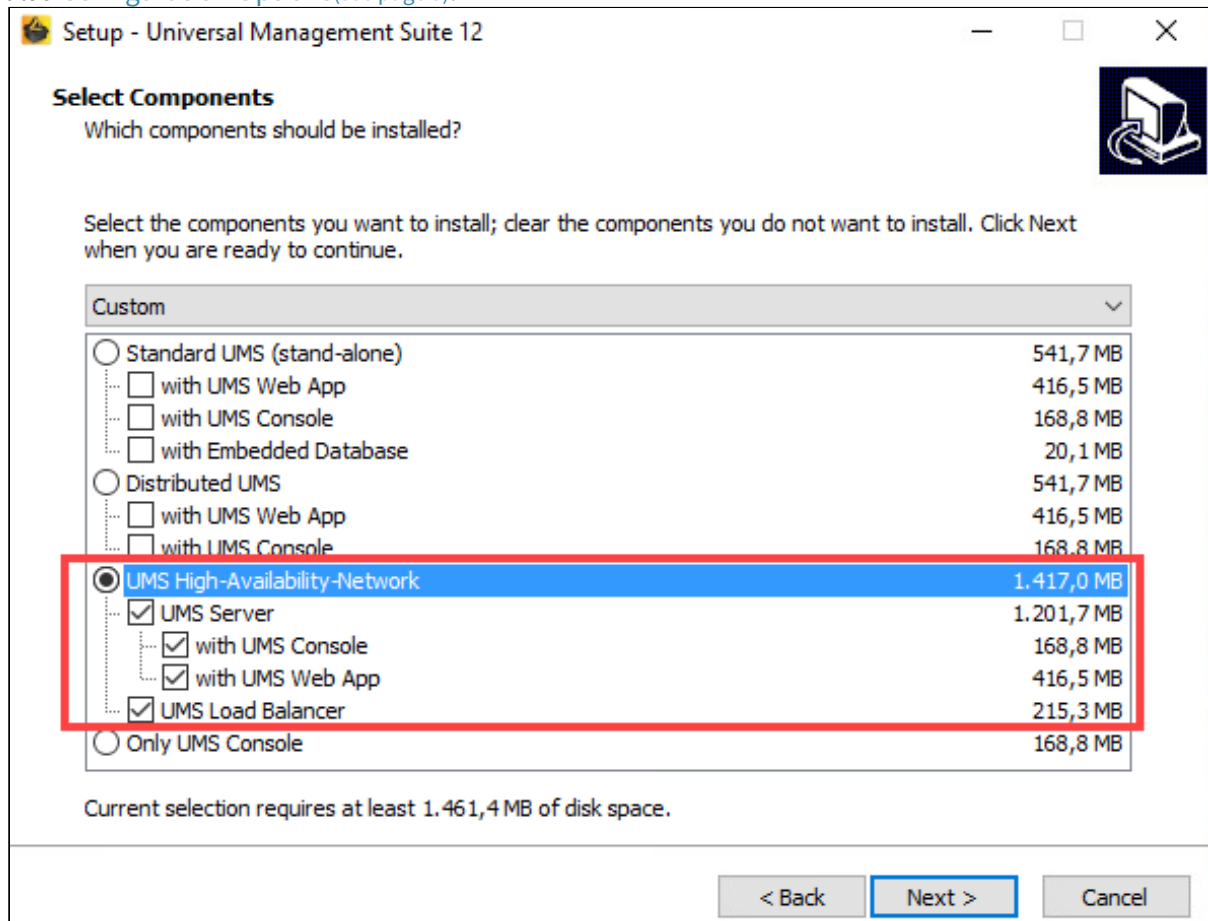 Setup - Universal Management Suite 12
Select Components
Which components should be installed?
Select the components you want to install; clear the components you do not want to install. Click Next
when you are ready to continue.
Custom
Standard UMS (stand-alone) 541,7 MB
with UMS Web App 416,5 MB
with UMS Console 168,8 MB
with Embedded Database 20,1 MB
Distributed UMS 541,7 MB
with UMS Web App 416,5 MB
with UMS Console 168,8 MB
UMS High-Availability-Network 1.417,0 MB
UMS Server 1.201,7 MB
with UMS Console 168,8 MB
with UMS Web App 416,5 MB
UMS Load Balancer 215,3 MB
Only UMS Console 168,8 MB
Current selection requires at least 1.461,4 MB of disk space.
< Back Next > Cancel